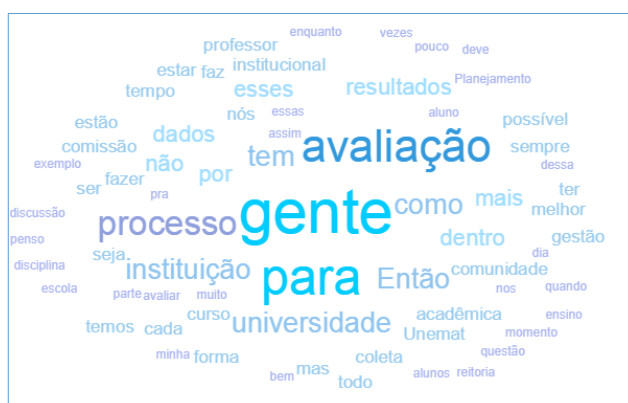 enquanto vezes
professor pouco deve
estar faz institucional
tempo esses resultados Planejamento
nós essas aluno possível
estão dados assim
comissão não tem avaliação sempre
exemplo dessa
ser fazer por
pra gente como mais ter
discussão processo melhor
penso dentro gestão
seja dia
disciplina instituição para Então comunidade
escola nos quando
parte avaliar muito
curso universidade acadêmica ensino
temos cada Unemat momento
minha forma coleta questão
bem mas todo alunos reitoria